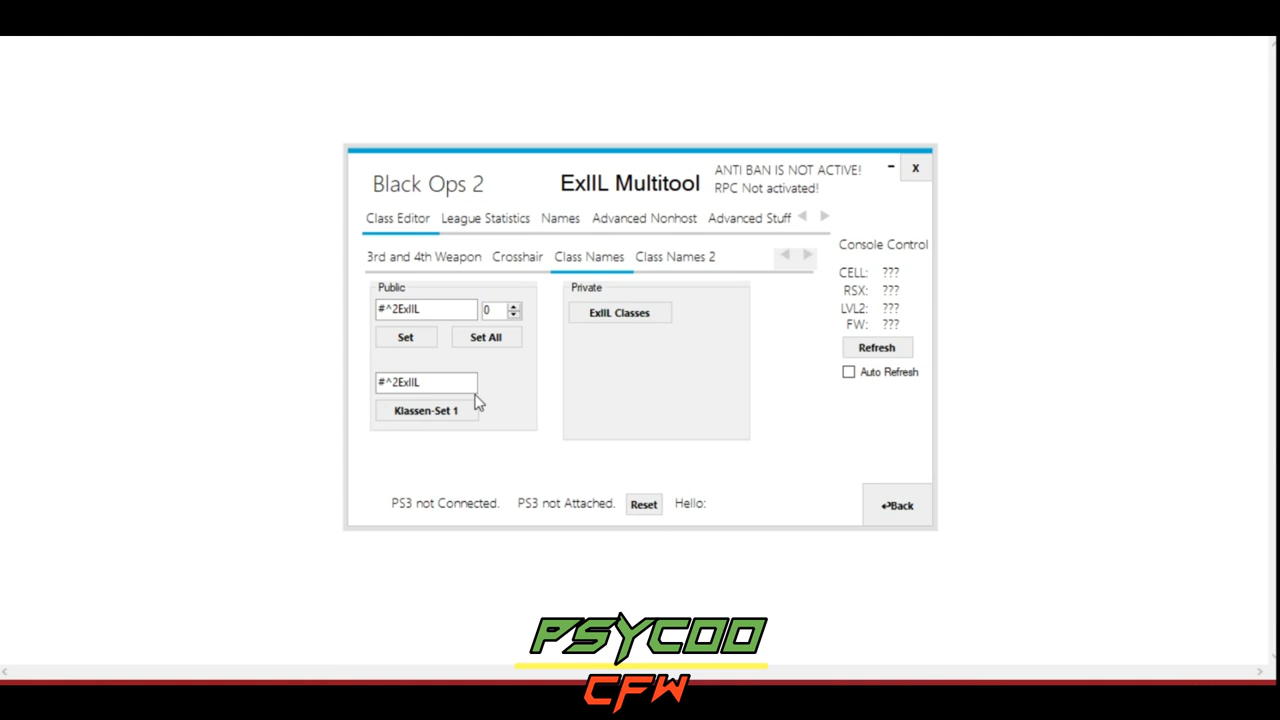 Black Ops 2
ExIIL Multitool
ANTI BAN IS NOT ACTIVE!
RPC Not activated!
- X
Class Editor League Statistics Names Advanced Nonhost Advanced Stuff
3rd and 4th Weapon Crosshair Class Names Class Names 2
Public
#^2ExIIL 0
Set Set All
#^2ExIIL
Klassen-Set 1
Private
ExIIL Classes
Console Control
CELL: ???
RSX: ???
LVL2: ???
FW: ???
Refresh
Auto Refresh
PS3 not Connected. PS3 not Attached. Reset Hello:
Back
PSYCOO
CFW